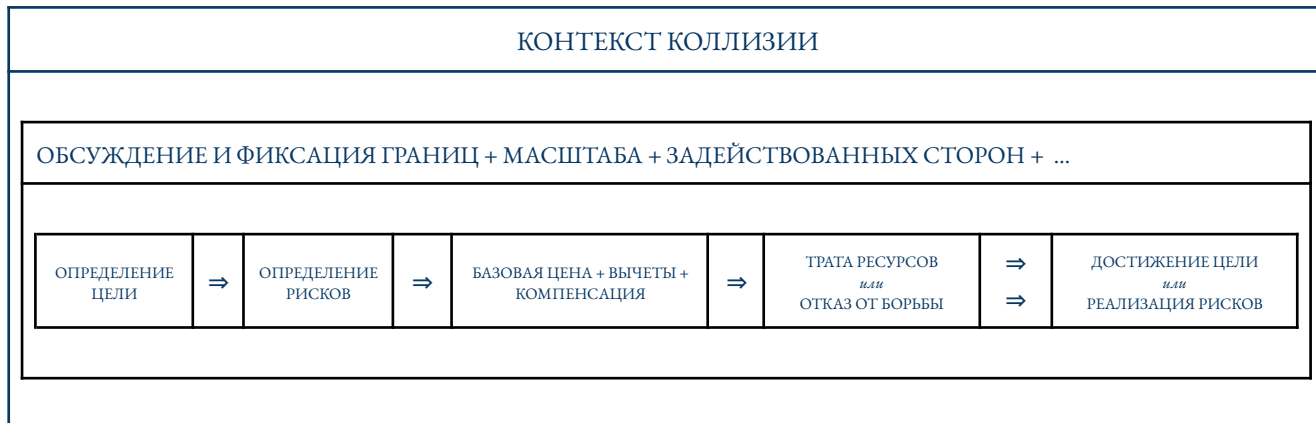 КОНТЕКСТ КОЛЛИЗИИ
ОБСУЖДЕНИЕ И ФИКСАЦИЯ ГРАНИЦ + МАСШТАБА + ЗАДЕЙСТВОВАННЫХ СТОРОН + ...
ОПРЕДЕЛЕНИЕ
ЦЕЛИ
⇒
ОПРЕДЕЛЕНИЕ
РИСКОВ
⇒
БАЗОВАЯ ЦЕНА + ВЫЧЕТЫ +
КОМПЕНСАЦИЯ
⇒
ТРАТА РЕСУРСОВ
или
ОТКАЗ ОТ БОРЬБЫ
⇒
⇒
ДОСТИЖЕНИЕ ЦЕЛИ
или
РЕАЛИЗАЦИЯ РИСКОВ